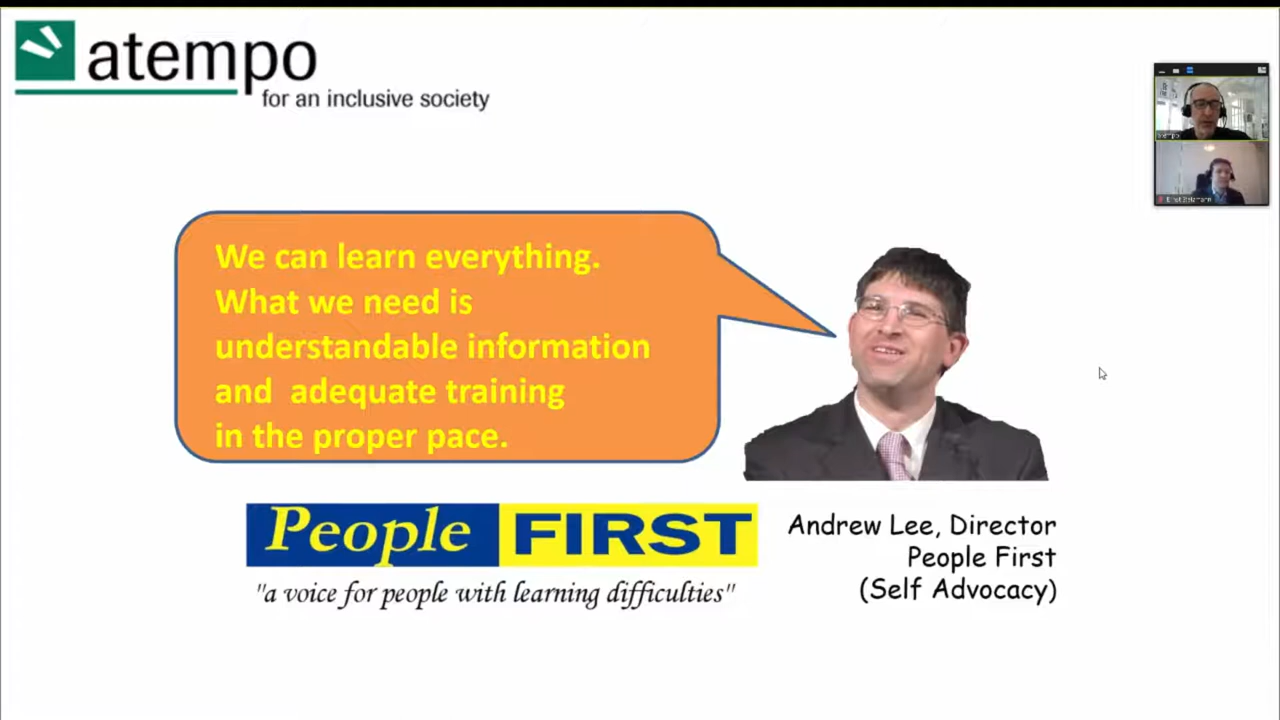 atempo
for an inclusive society
We can learn everything.
What we need is
understandable information
and adequate training
in the proper pace.
People FIRST
"a voice for people with learning difficulties"
Andrew Lee, Director
People First
(Self Advocacy)